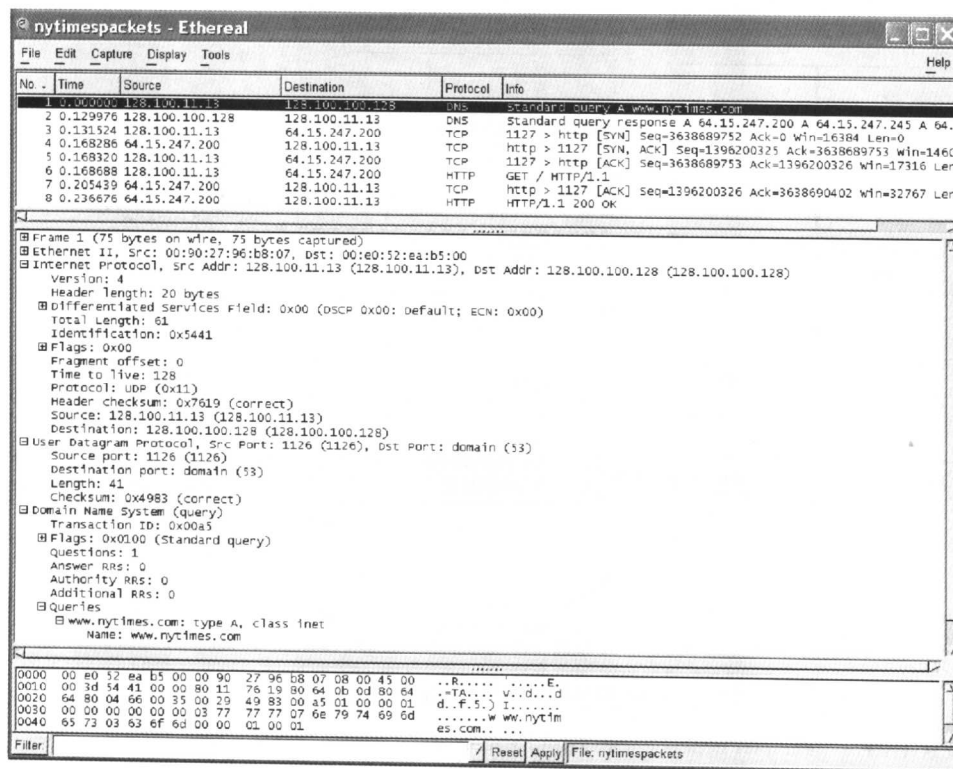 nytimespackets - Ethereal
File Edit Capture Display Tools
Help
No. . Time Source Destination Protocol Info
1 0.000000 128.100.11.13 128.100.100.128 DNS Standard query A www.nytimes.com
2 0.129976 128.100.100.128 128.100.11.13 DNS Standard query response A 64.15.247.200 A 64.15.247.245 A 64.
3 0.131524 128.100.11.13 64.15.247.200 TCP 1127 > http [SYN] Seq=3638689752 Ack=0 Win=16384 Len=0
4 0.168286 64.15.247.200 128.100.11.13 TCP http > 1127 [SYN, ACK] Seq=1396200325 Ack=3638689753 Win=1460
5 0.168320 128.100.11.13 64.15.247.200 TCP 1127 > http [ACK] Seq=3638689753 Ack=1396200326 Win=17316 Len
6 0.168688 128.100.11.13 64.15.247.200 HTTP GET / HTTP/1.1
7 0.205439 64.15.247.200 128.100.11.13 TCP http > 1127 [ACK] Seq=1396200326 Ack=3638690402 Win=32767 Len
8 0.236676 64.15.247.200 128.100.11.13 HTTP HTTP/1.1 200 OK
Frame 1 (75 bytes on wire, 75 bytes captured)
Ethernet II, Src: 00:90:27:96:b8:07, Dst: 00:e0:52:ea:b5:00
Internet Protocol, Src Addr: 128.100.11.13 (128.100.11.13), Dst Addr: 128.100.100.128 (128.100.100.128)
Version: 4
Header length: 20 bytes
Differentiated Services Field: 0x00 (DSCP 0x00: Default; ECN: 0x00)
Total Length: 61
Identification: 0x5441
Flags: 0x00
Fragment offset: 0
Time to live: 128
Protocol: UDP (0x11)
Header checksum: 0x7619 (correct)
Source: 128.100.11.13 (128.100.11.13)
Destination: 128.100.100.128 (128.100.100.128)
User Datagram Protocol, Src Port: 1126 (1126), Dst Port: domain (53)
Source port: 1126 (1126)
Destination port: domain (53)
Length: 41
Checksum: 0x4983 (correct)
Domain Name System (query)
Transaction ID: 0x00a5
Flags: 0x0100 (Standard query)
Questions: 1
Answer RRs: 0
Authority RRs: 0
Additional RRs: 0
Queries
www.nytimes.com: type A, class inet
Name: www.nytimes.com
0000 00 e0 52 ea b5 00 00 90 27 96 b8 07 08 00 45 00 ..R..... '.....E.
0010 00 3d 54 41 00 00 80 11 76 19 80 64 0b 0d 80 64 .=TA.... v..d...d
0020 64 80 04 66 00 35 00 29 49 83 00 a5 01 00 00 01 d..f.5.) I.......
0030 00 00 00 00 00 00 03 77 77 77 07 6e 79 74 69 6d .......w ww.nytim
0040 65 73 03 63 6f 6d 00 00 01 00 01 es.com.. ...
Filter: Reset Apply File: nytimespackets